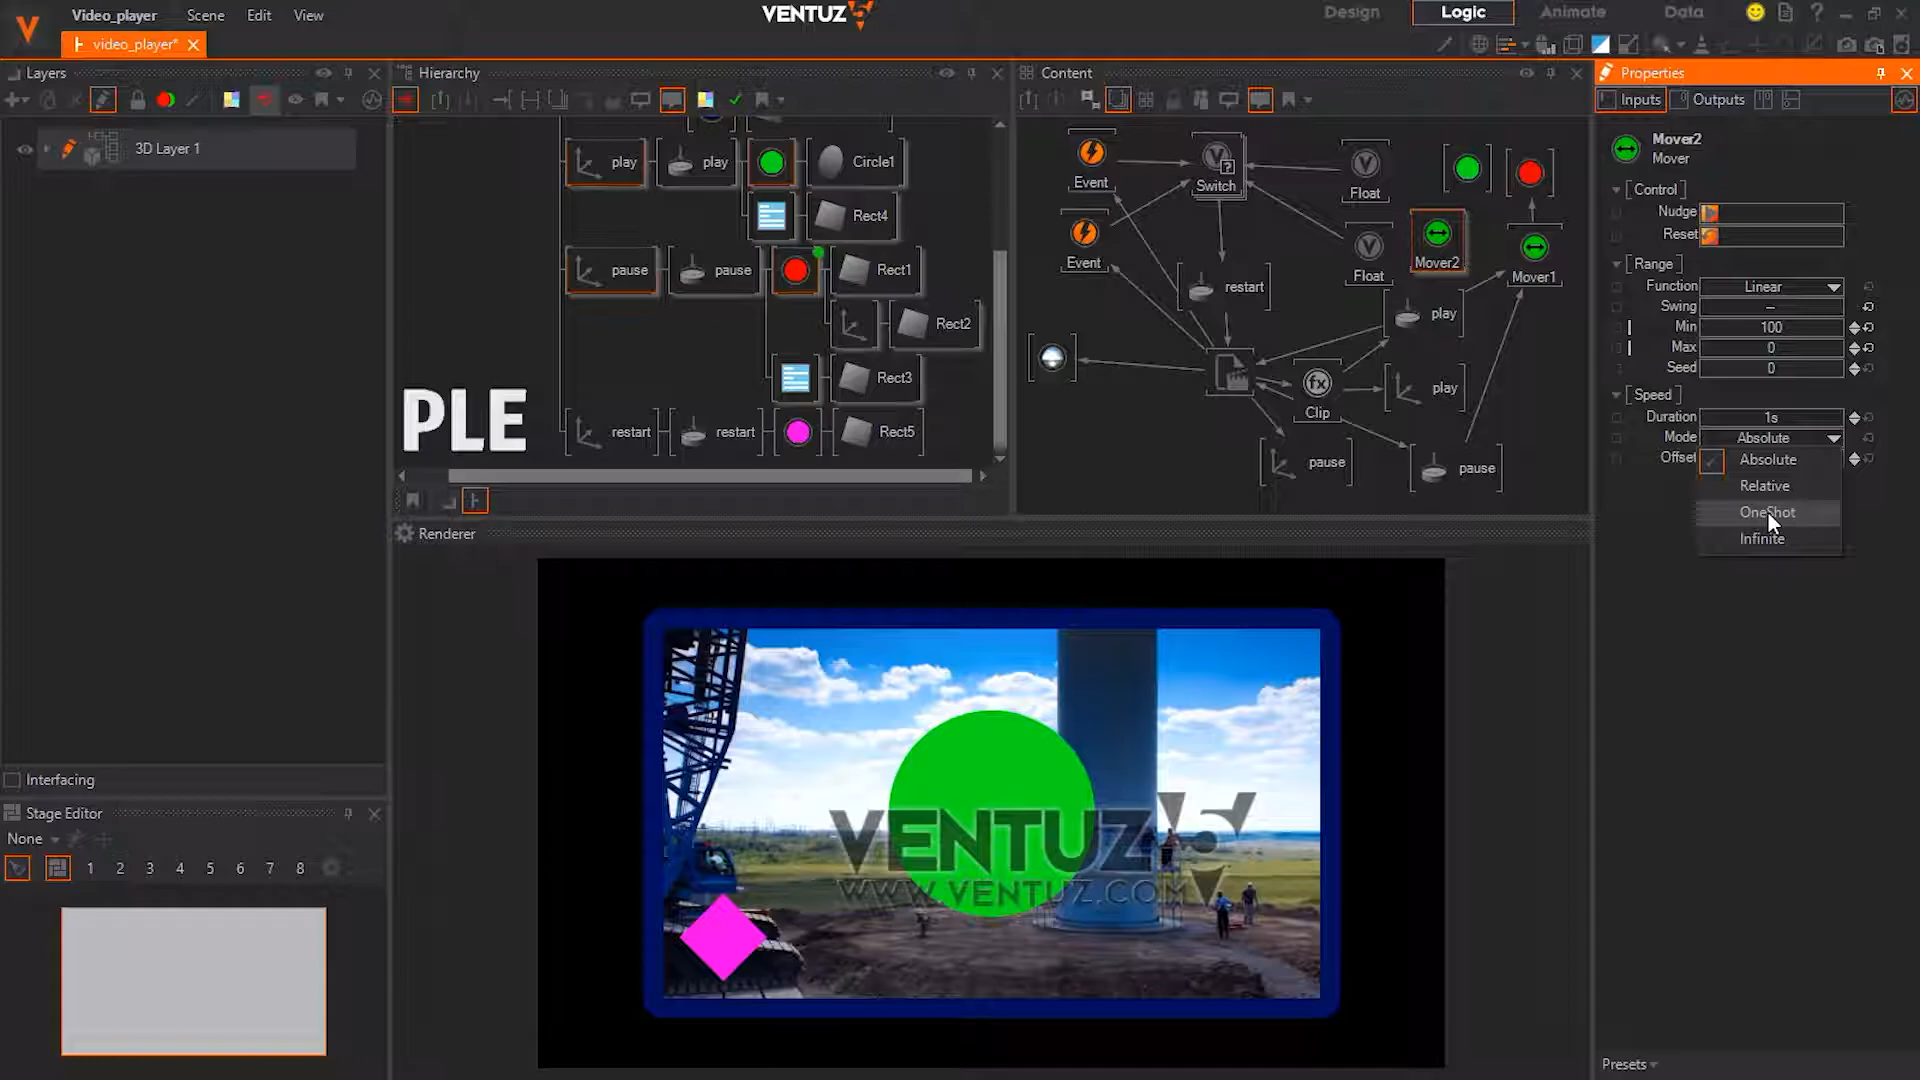 Video_player
Scene
Edit
View
VENTUZ 5
Design
Logic
Animate
Data
video_player*
Layers
Hierarchy
Content
Properties
Inputs
Outputs
3D Layer 1
play
play
Circle1
Rect4
pause
pause
Rect1
Rect2
Rect3
restart
restart
Rect5
PLE
Event
Switch
Float
Event
Float
Mover2
Mover1
restart
play
Clip
play
pause
pause
Mover2
Mover
Control
Nudge
Reset
Range
Function
Linear
Swing
–
Min
100
Max
0
Seed
0
Speed
Duration
1s
Mode
Absolute
Offset
Absolute
Relative
OneShot
Infinite
Renderer
VENTUZ 5
WWW.VENTUZ.COM
Interfacing
Stage Editor
None
1 2 3 4 5 6 7 8
Presets